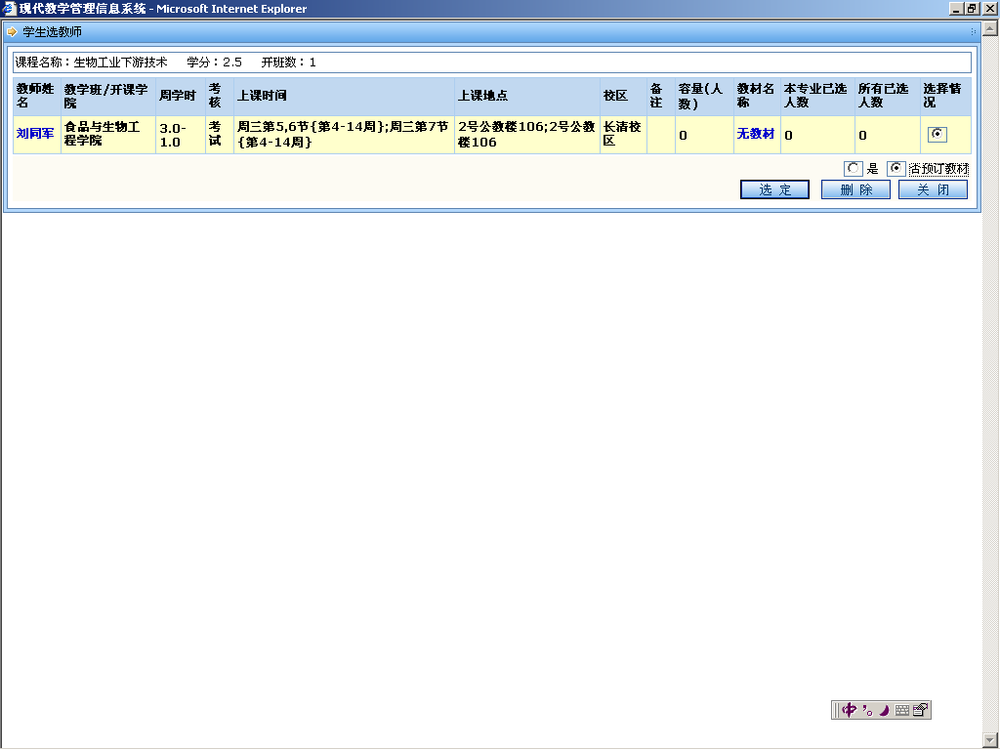 现代教学管理信息系统 - Microsoft Internet Explorer
学生选教师
课程名称：生物工业下游技术 学分：2.5 开班数：1
教师姓名 教学班/开课学院 周学时 考核 上课时间 上课地点 校区 备注 容量(人数) 教材名称 本专业已选人数 所有已选人数 选择情况
刘同军 食品与生物工程学院 3.0-1.0 考试 周三第5,6节{第4-14周};周三第7节{第4-14周} 2号公教楼106;2号公教楼106 长清校区 0 无教材 0 0
是 否预订教材
选 定 删 除 关 闭
中